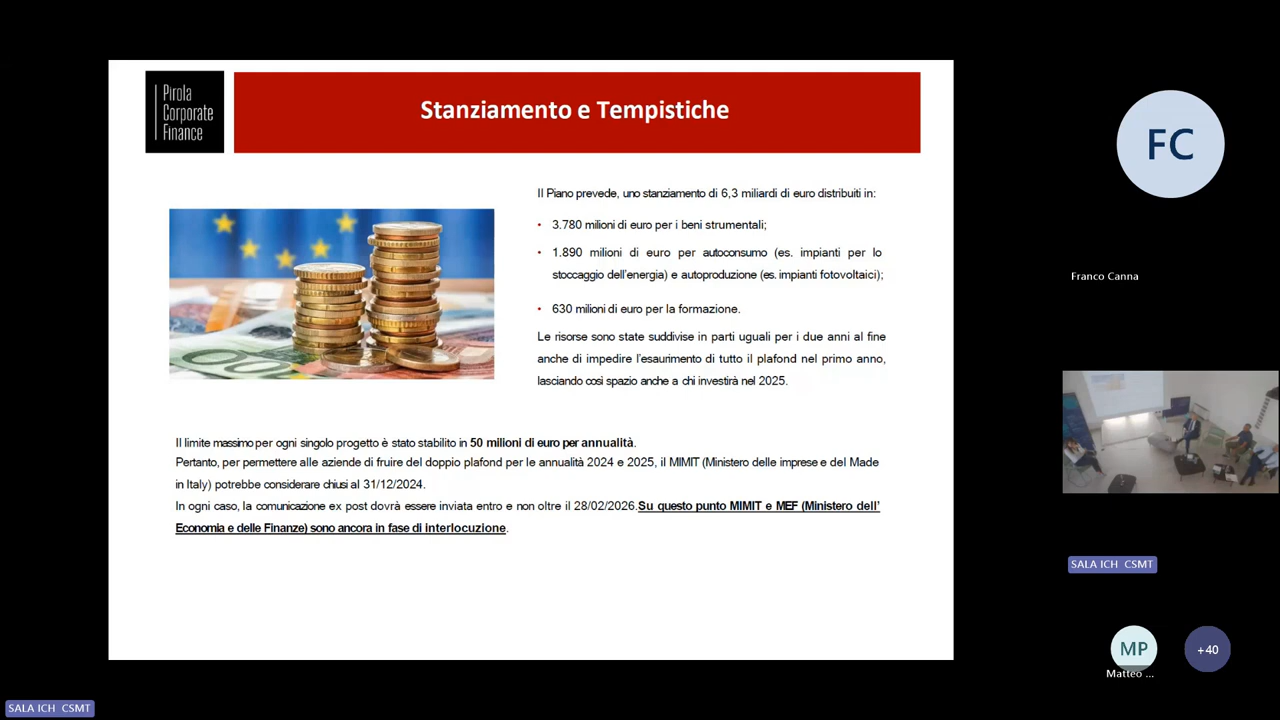 Pirola
Corporate
Finance
Stanziamento e Tempistiche
Il Piano prevede, uno stanziamento di 6,3 miliardi di euro distribuiti in:
• 3.780 milioni di euro per i beni strumentali;
• 1.890 milioni di euro per autoconsumo (es. impianti per lo
stoccaggio dell'energia) e autoproduzione (es. impianti fotovoltaici);
• 630 milioni di euro per la formazione.
Le risorse sono state suddivise in parti uguali per i due anni al fine
anche di impedire l'esaurimento di tutto il plafond nel primo anno,
lasciando così spazio anche a chi investirà nel 2025.
Il limite massimo per ogni singolo progetto è stato stabilito in 50 milioni di euro per annualità.
Pertanto, per permettere alle aziende di fruire del doppio plafond per le annualità 2024 e 2025, il MIMIT (Ministero delle imprese e del Made
in Italy) potrebbe considerare chiusi al 31/12/2024.
In ogni caso, la comunicazione ex post dovrà essere inviata entro e non oltre il 28/02/2026.Su questo punto MIMIT e MEF (Ministero dell'
Economia e delle Finanze) sono ancora in fase di interlocuzione.
FC
Franco Canna
SALA ICH CSMT
MP
+40
Matteo ...
SALA ICH CSMT